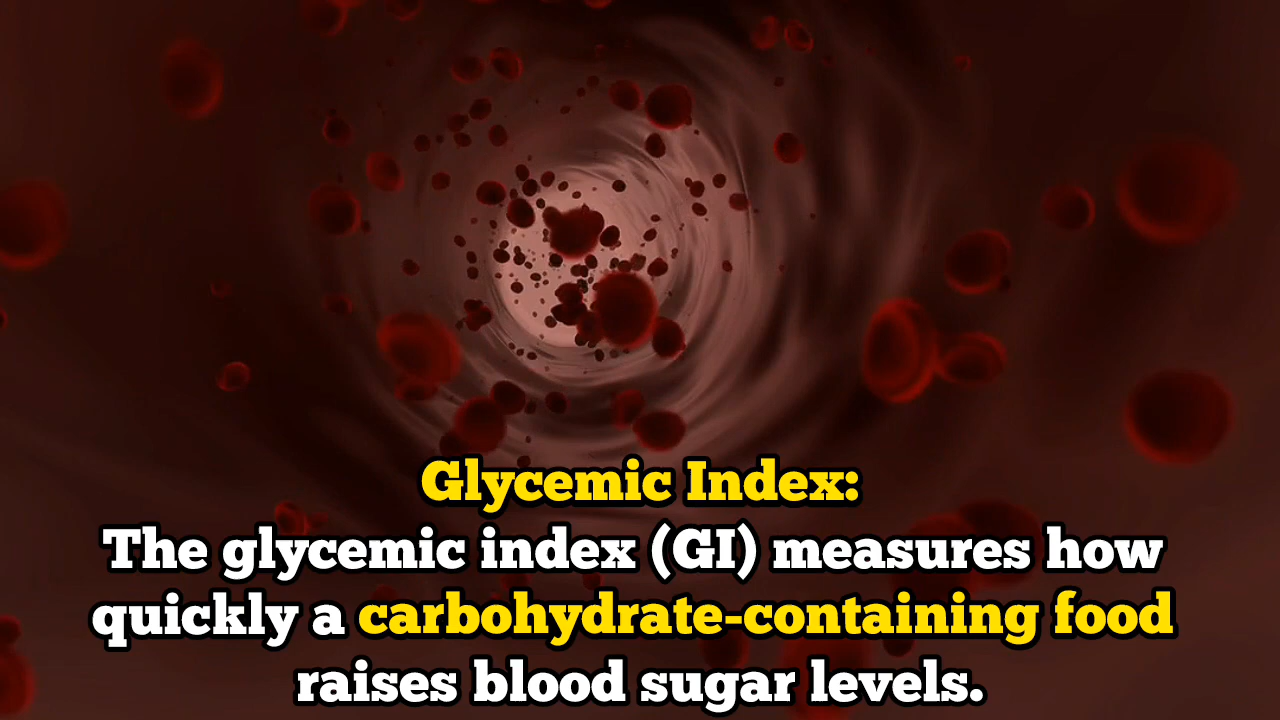 Glycemic Index:
The glycemic index (GI) measures how
quickly a carbohydrate-containing food
raises blood sugar levels.